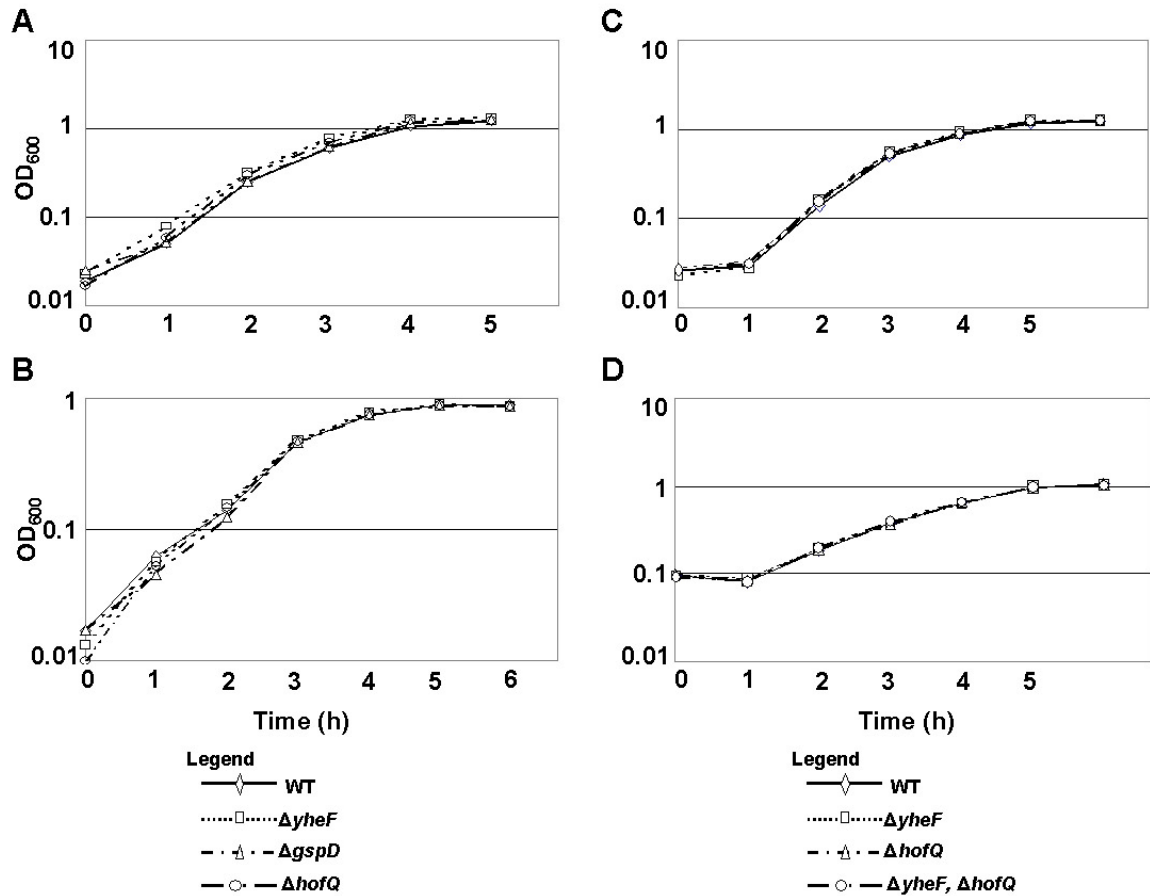 A
10
1
0.1
0.01
OD600
0 1 2 3 4 5
C
10
1
0.1
0.01
0 1 2 3 4 5
B
1
0.1
0.01
OD600
0 1 2 3 4 5 6
Time (h)
D
10
1
0.1
0.01
0 1 2 3 4 5
Time (h)
Legend
WT
ΔyheF
ΔgspD
ΔhofQ
Legend
WT
ΔyheF
ΔhofQ
ΔyheF, ΔhofQ